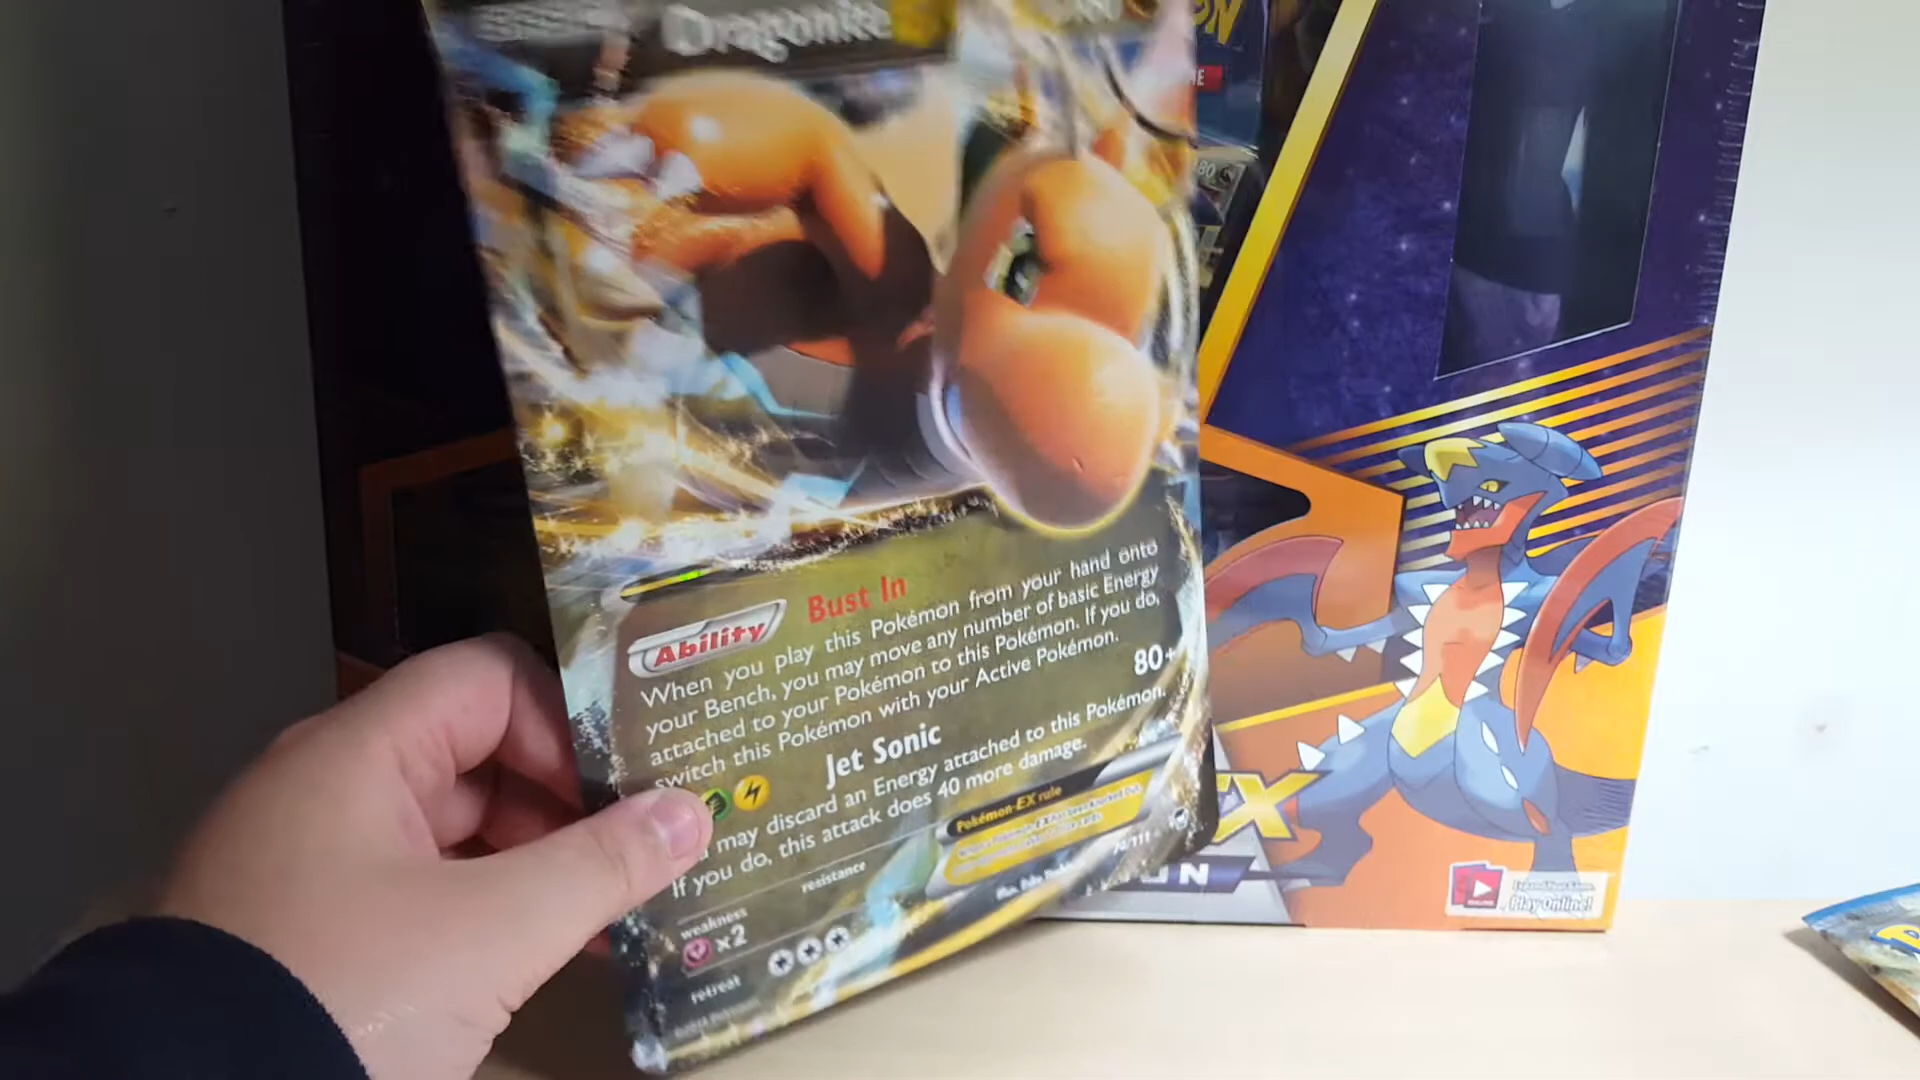 Dragonite
80
Ability Bust In
When you play this Pokémon from your hand onto
your Bench, you may move any number of basic Energy
attached to your Pokémon to this Pokémon. If you do,
switch this Pokémon with your Active Pokémon.
Jet Sonic 80+
may discard an Energy attached to this Pokémon.
If you do, this attack does 40 more damage.
Pokémon-EX rule
weakness
×2
resistance
retreat
EX
Play Online!